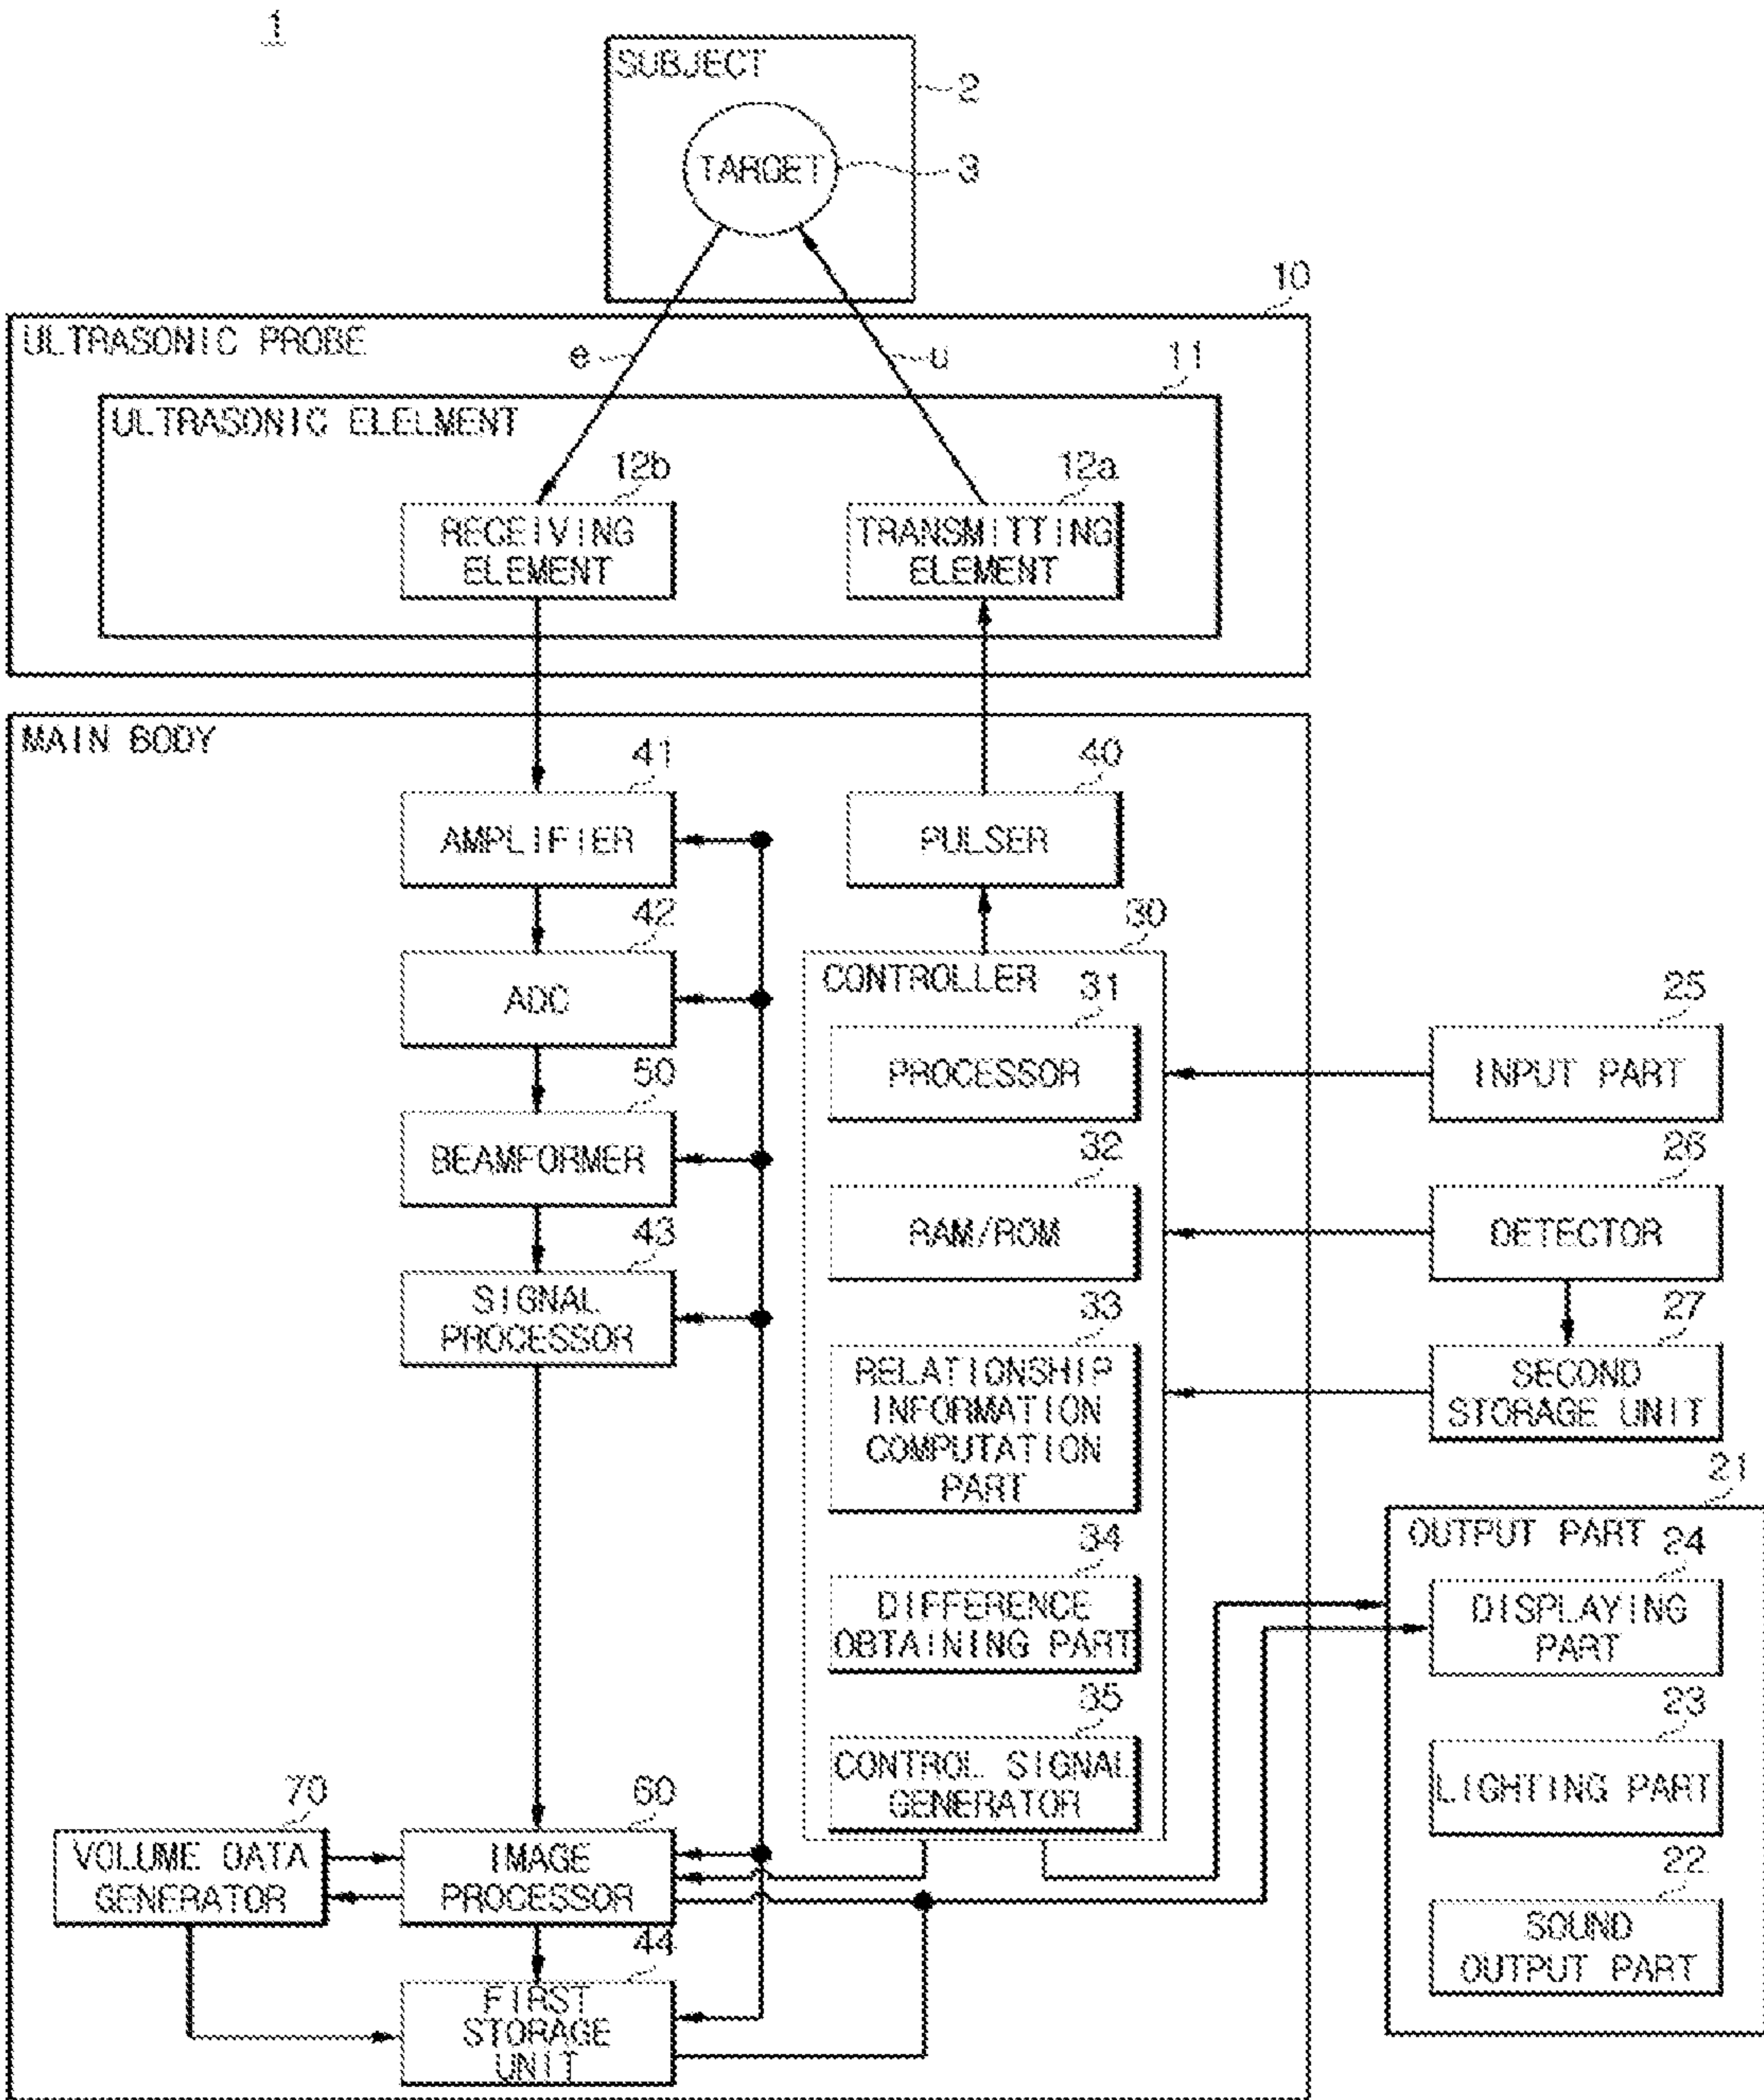 1
SUBJECT
2
TARGET
3
10
ULTRASONIC PROBE
e
u
11
ULTRASONIC ELELMENT
12b
12a
RECEIVING
ELEMENT
TRANSMITTING
ELEMENT
MAIN BODY
41
40
AMPLIFIER
PULSER
42
30
ADC
CONTROLLER
31
25
PROCESSOR
INPUT PART
50
BEAMFORMER
32
26
RAM/ROM
DETECTOR
43
SIGNAL
PROCESSOR
33
27
RELATIONSHIP
INFORMATION
COMPUTATION
PART
SECOND
STORAGE UNIT
21
OUTPUT PART
34
24
DIFFERENCE
OBTAINING PART
DISPLAYING
PART
35
23
CONTROL SIGNAL
GENERATOR
LIGHTING PART
70
60
VOLUME DATA
GENERATOR
IMAGE
PROCESSOR
22
SOUND
OUTPUT PART
44
FIRST
STORAGE
UNIT